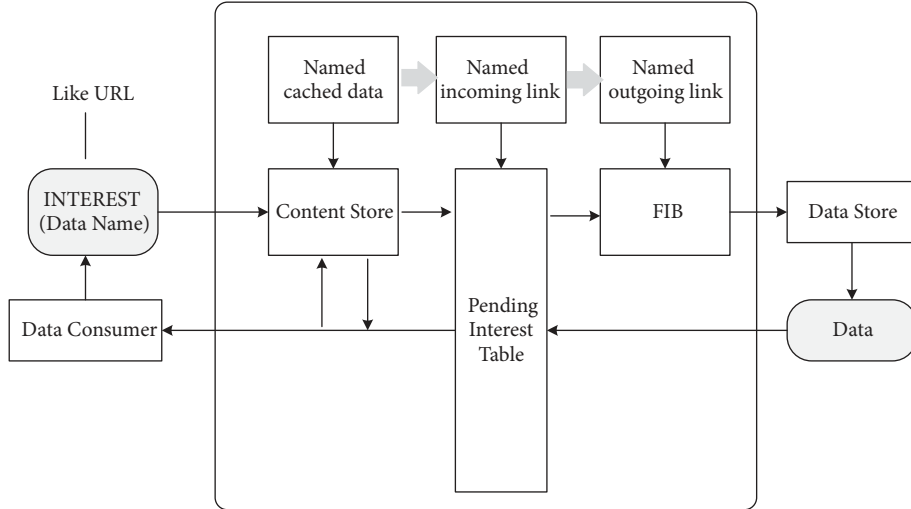 Named
cached data
Named
incoming link
Named
outgoing link
Like URL
INTEREST
(Data Name)
Content Store
FIB
Data Store
Pending
Interest
Table
Data Consumer
Data